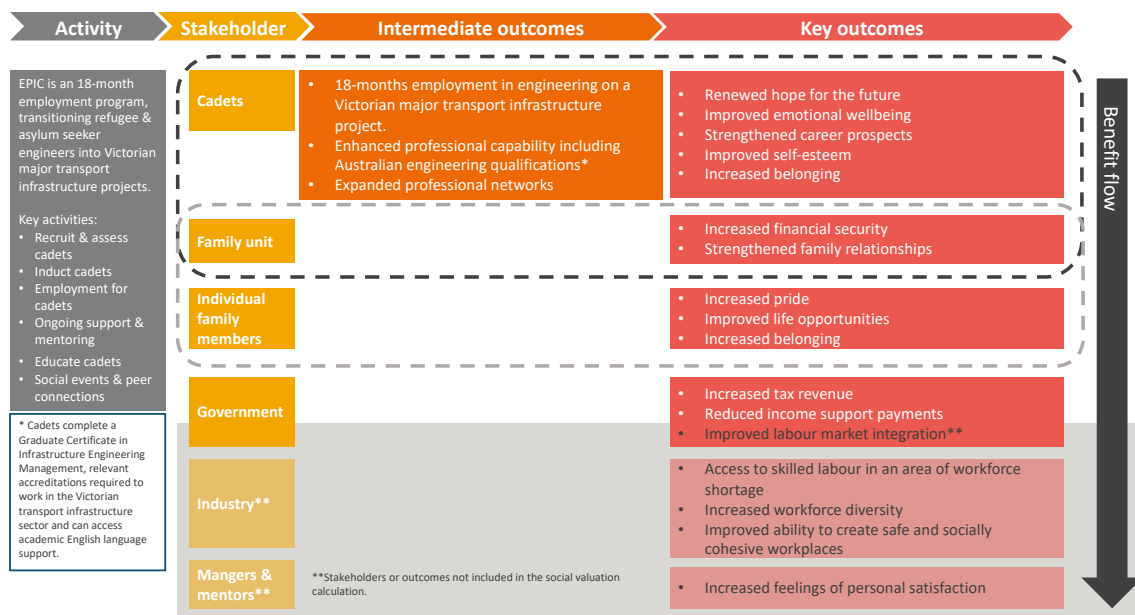 Activity
Stakeholder
Intermediate outcomes
Key outcomes
EPIC is an 18-month
employment program,
transitioning refugee &
asylum seeker
engineers into Victorian
major transport
infrastructure projects.
Key activities:
• Recruit & assess
cadets
• Induct cadets
• Employment for
cadets
• Ongoing support &
mentoring
• Educate cadets
• Social events & peer
connections
* Cadets complete a
Graduate Certificate in
Infrastructure Engineering
Management, relevant
accreditations required to
work in the Victorian
transport infrastructure
sector and can access
academic English language
support.
Cadets
• 18-months employment in engineering on a
Victorian major transport infrastructure
project.
• Enhanced professional capability including
Australian engineering qualifications*
• Expanded professional networks
• Renewed hope for the future
• Improved emotional wellbeing
• Strengthened career prospects
• Improved self-esteem
• Increased belonging
Family unit
• Increased financial security
• Strengthened family relationships
Individual
family
members
• Increased pride
• Improved life opportunities
• Increased belonging
Government
• Increased tax revenue
• Reduced income support payments
• Improved labour market integration**
Industry**
• Access to skilled labour in an area of workforce
shortage
• Increased workforce diversity
• Improved ability to create safe and socially
cohesive workplaces
Mangers &
mentors**
**Stakeholders or outcomes not included in the social valuation
calculation.
• Increased feelings of personal satisfaction
Benefit flow